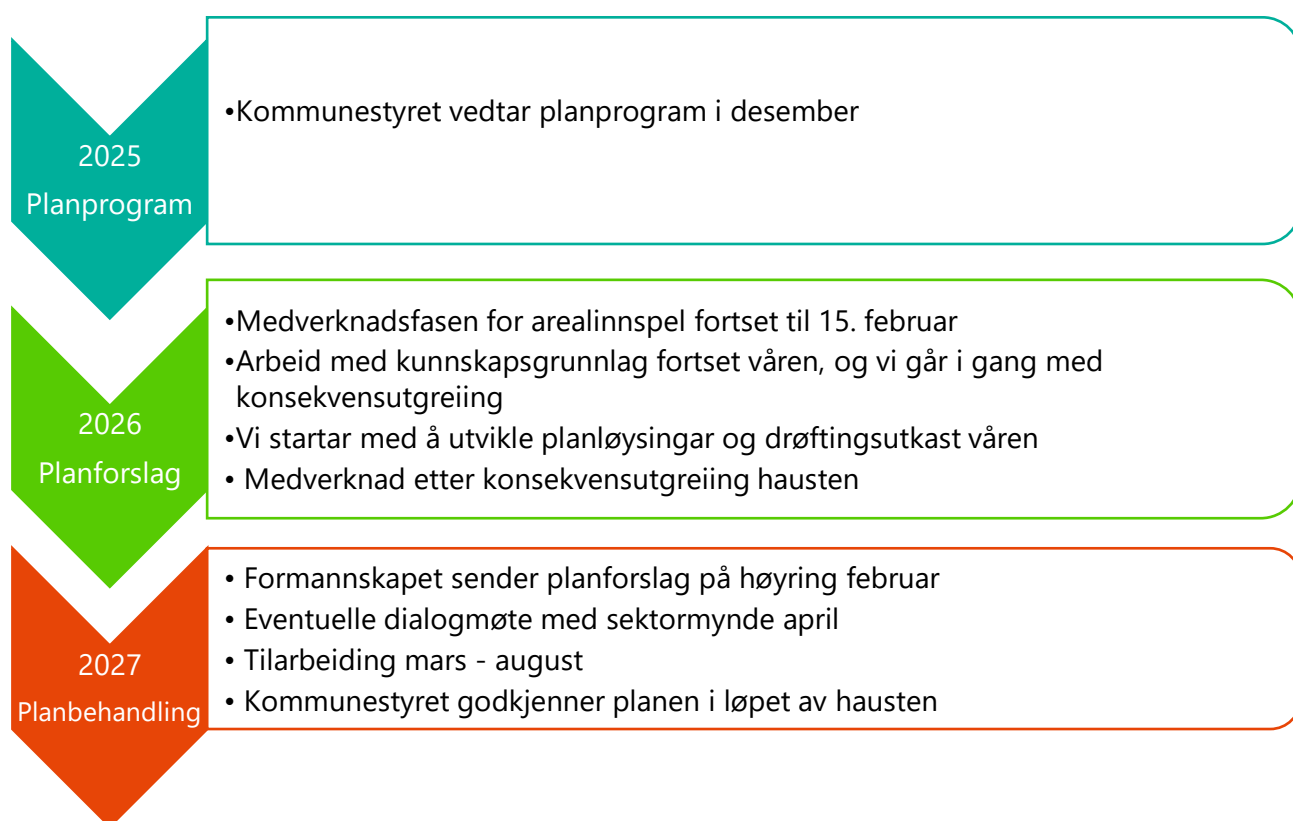 2025
Planprogram
•Kommunestyret vedtar planprogram i desember
2026
Planforslag
•Medverknadsfasen for arealinnspel fortset til 15. februar
•Arbeid med kunnskapsgrunnlag fortset våren, og vi går i gang med
konsekvensutgreiing
•Vi startar med å utvikle planløysingar og drøftingsutkast våren
• Medverknad etter konsekvensutgreiing hausten
2027
Planbehandling
• Formannskapet sender planforslag på høyring februar
• Eventuelle dialogmøte med sektormynde april
• Tilarbeiding mars - august
• Kommunestyret godkjenner planen i løpet av hausten